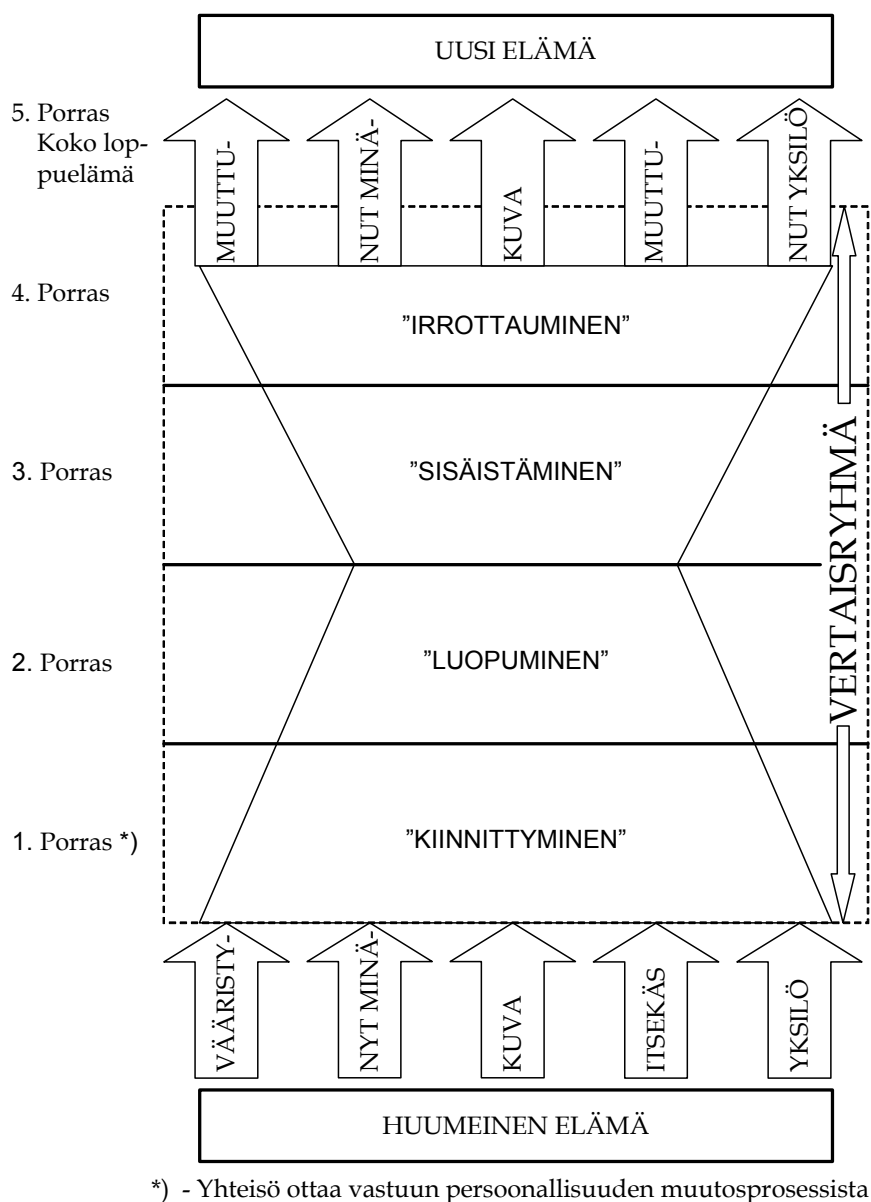 UUSI ELÄMÄ
5. Porras
Koko lop-
puelämä
MUUTTU-
NUT MINÄ-
KUVA
MUUTTU-
NUT YKSILÖ
4. Porras
"IRROTTAUMINEN"
3. Porras
"SISÄISTÄMINEN"
VERTAISRYHMÄ
2. Porras
"LUOPUMINEN"
1. Porras *)
"KIINNITTYMINEN"
VÄÄRISTY-
NYT MINÄ-
KUVA
ITSEKÄS
YKSILÖ
HUUMEINEN ELÄMÄ
*) - Yhteisö ottaa vastuun persoonallisuuden muutosprosessista